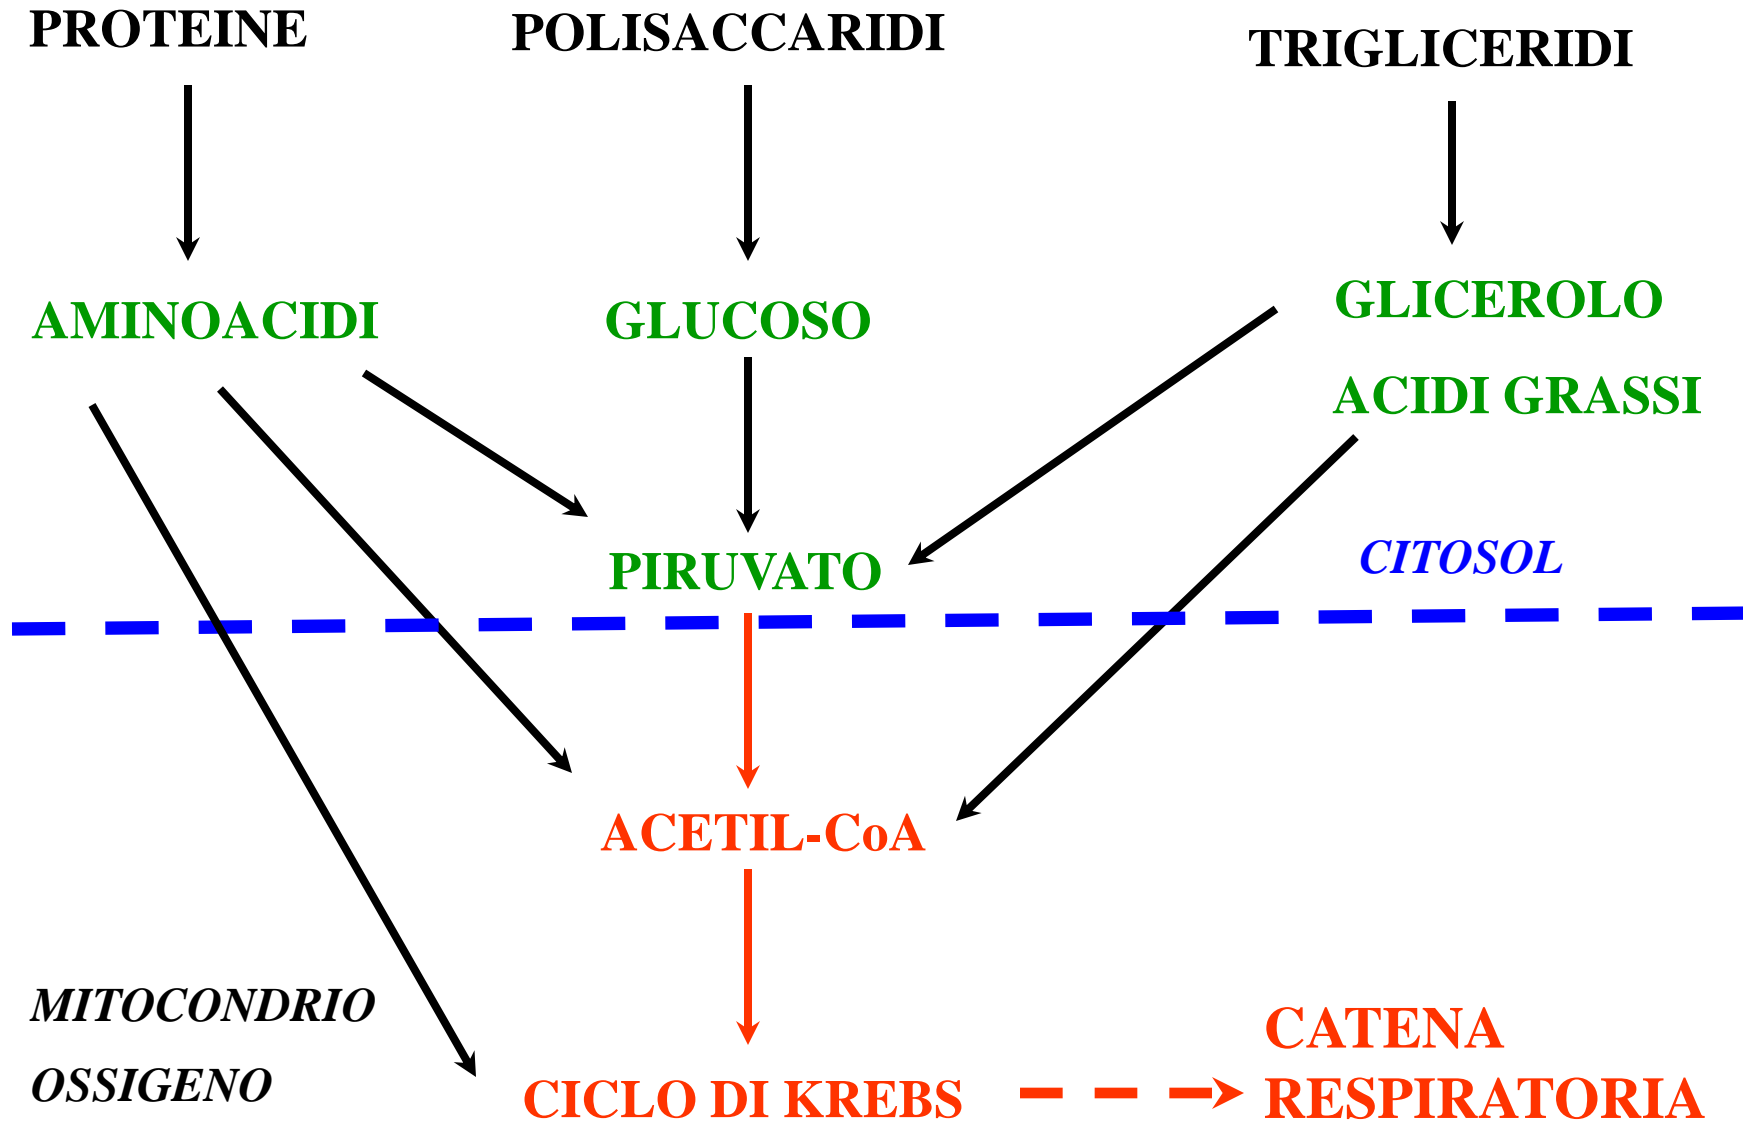 PROTEINE
POLISACCARIDI
TRIGLICERIDI
AMINOACIDI
GLUCOSO
GLICEROLO
ACIDI GRASSI
PIRUVATO
CITOSOL
ACETIL-CoA
MITOCONDRIO
OSSIGENO
CICLO DI KREBS
CATENA
RESPIRATORIA